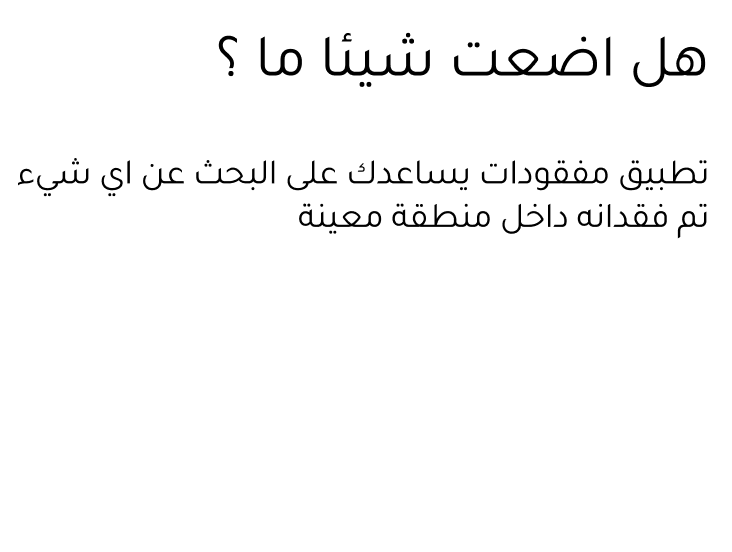 هل اضعت شيئا ما ؟
تطبيق مفقودات يساعدك على البحث عن اي شيء
تم فقدانه داخل منطقة معينة